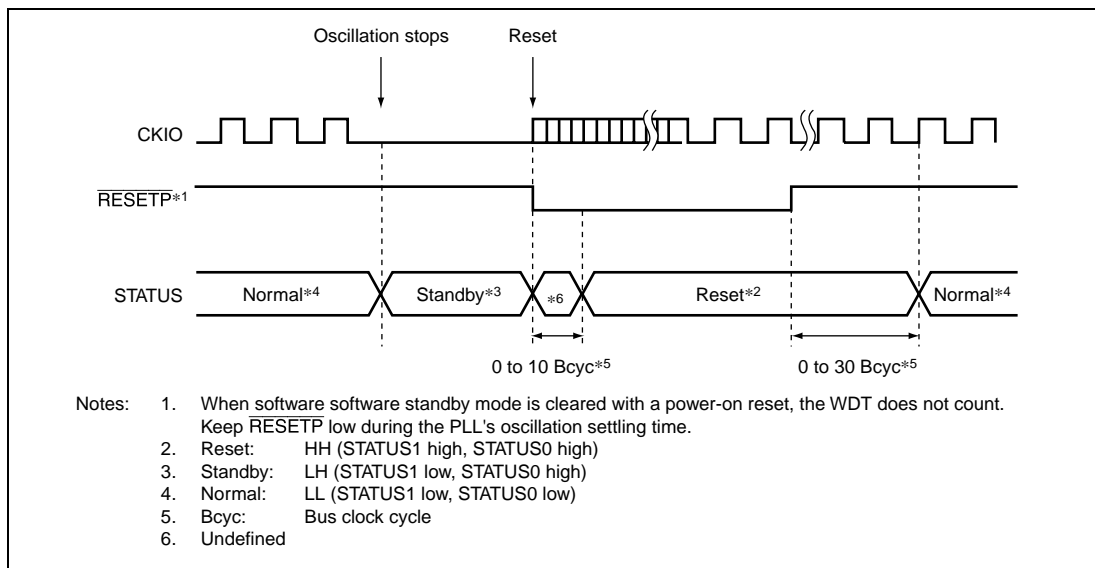 Oscillation stops Reset
CKIO
RESETP*1
STATUS Normal*4 Standby*3 *6 Reset*2 Normal*4
0 to 10 Bcyc*5 0 to 30 Bcyc*5
Notes: 1. When software software standby mode is cleared with a power-on reset, the WDT does not count.
Keep RESETP low during the PLL's oscillation settling time.
2. Reset: HH (STATUS1 high, STATUS0 high)
3. Standby: LH (STATUS1 low, STATUS0 high)
4. Normal: LL (STATUS1 low, STATUS0 low)
5. Bcyc: Bus clock cycle
6. Undefined